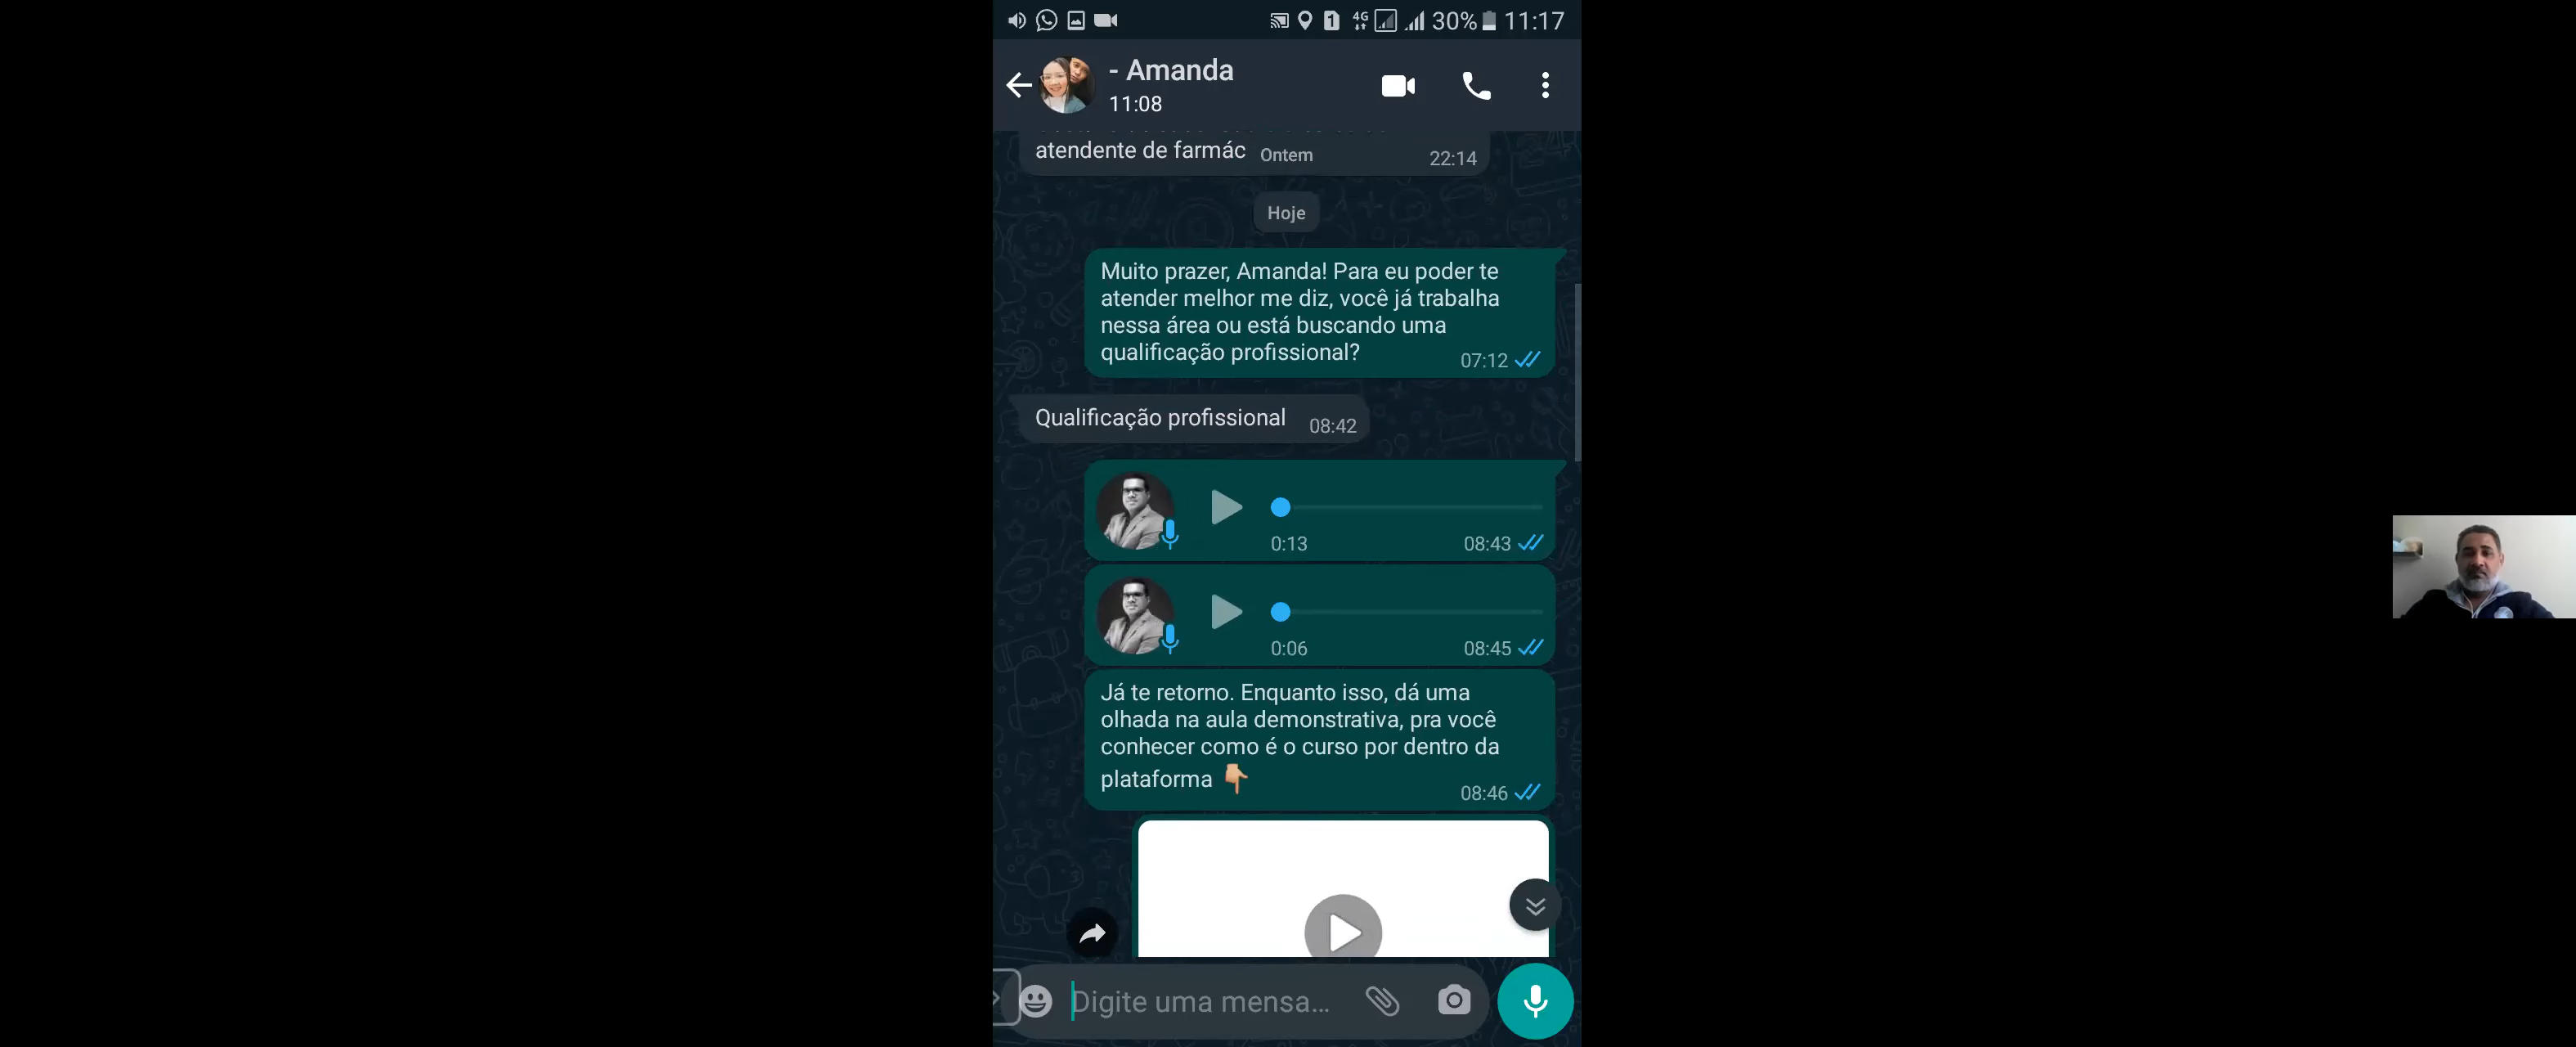 4G 30% 11:17
- Amanda
11:08
atendente de farmác Ontem 22:14
Hoje
Muito prazer, Amanda! Para eu poder te
atender melhor me diz, você já trabalha
nessa área ou está buscando uma
qualificação profissional? 07:12
Qualificação profissional 08:42
0:13 08:43
0:06 08:45
Já te retorno. Enquanto isso, dá uma
olhada na aula demonstrativa, pra você
conhecer como é o curso por dentro da
plataforma 👇
08:46
Digite uma mensa...